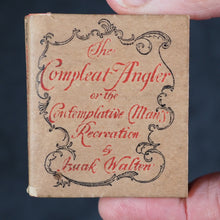 The
Compleat Angler
or the
Contemplative Man's
Recreation
by
Izaak Walton